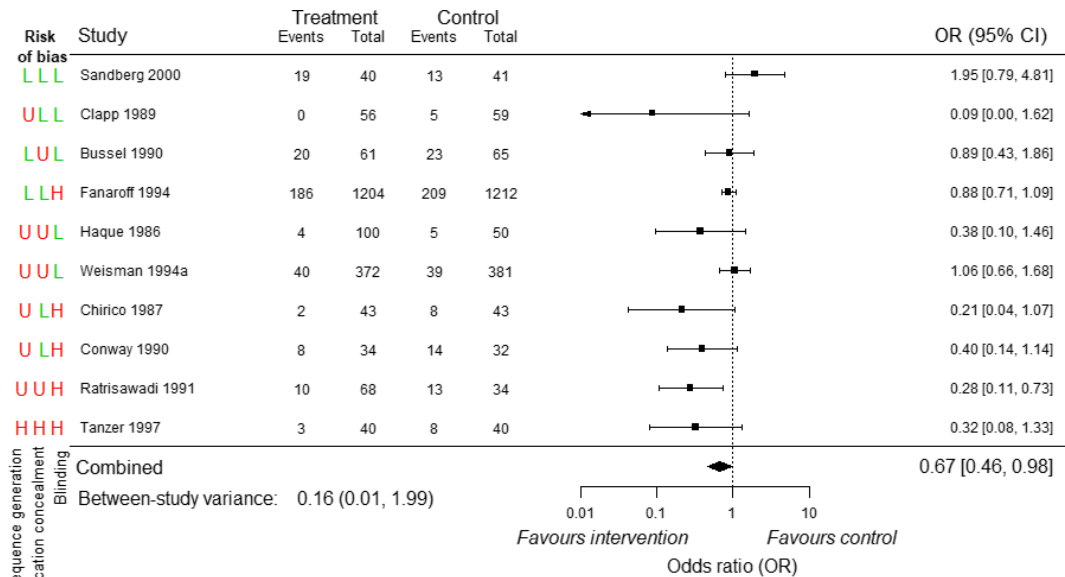 Treatment Control
Risk of bias Study Events Total Events Total OR (95% CI)
L L L Sandberg 2000 19 40 13 41 1.95 [0.79, 4.81]
U L L Clapp 1989 0 56 5 59 0.09 [0.00, 1.62]
L U L Bussel 1990 20 61 23 65 0.89 [0.43, 1.86]
L L H Fanaroff 1994 186 1204 209 1212 0.88 [0.71, 1.09]
U U L Haque 1986 4 100 5 50 0.38 [0.10, 1.46]
U U L Weisman 1994a 40 372 39 381 1.06 [0.66, 1.68]
U L H Chirico 1987 2 43 8 43 0.21 [0.04, 1.07]
U L H Conway 1990 8 34 14 32 0.40 [0.14, 1.14]
U U H Ratrisawadi 1991 10 68 13 34 0.28 [0.11, 0.73]
H H H Tanzer 1997 3 40 8 40 0.32 [0.08, 1.33]
equence generation
cation concealment
Blinding
Combined 0.67 [0.46, 0.98]
Between-study variance: 0.16 (0.01, 1.99)
0.01 0.1 1 10
Favours intervention Favours control
Odds ratio (OR)